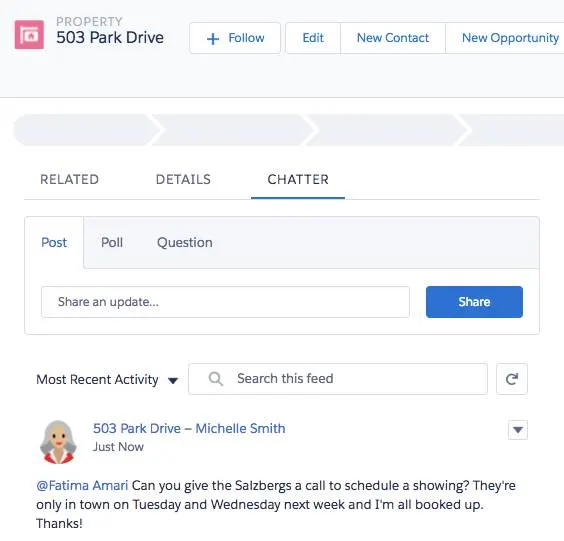 PROPERTY
503 Park Drive
+ Follow
Edit
New Contact
New Opportunity
RELATED
DETAILS
CHATTER
Post
Poll
Question
Share an update...
Share
Most Recent Activity
Search this feed
503 Park Drive – Michelle Smith
Just Now
@Fatima Amari Can you give the Salzbergs a call to schedule a showing? They're
only in town on Tuesday and Wednesday next week and I'm all booked up.
Thanks!